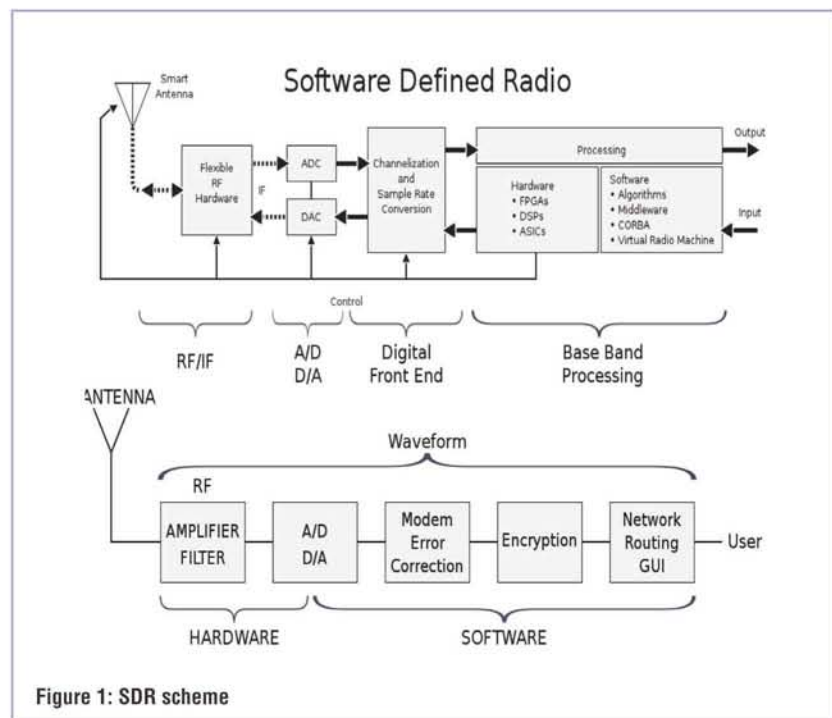 Software Defined Radio
Smart
Antenna
Flexible
RF
Hardware
IF
ADC
DAC
Channelization
and
Sample Rate
Conversion
Processing
Hardware
• FPGAs
• DSPs
• ASICs
Software
• Algorithms
• Middleware
• CORBA
• Virtual Radio Machine
Output
Input
Control
RF/IF
A/D
D/A
Digital
Front End
Base Band
Processing
ANTENNA
Waveform
RF
AMPLIFIER
FILTER
A/D
D/A
Modem
Error
Correction
Encryption
Network
Routing
GUI
User
HARDWARE
SOFTWARE
Figure 1: SDR scheme